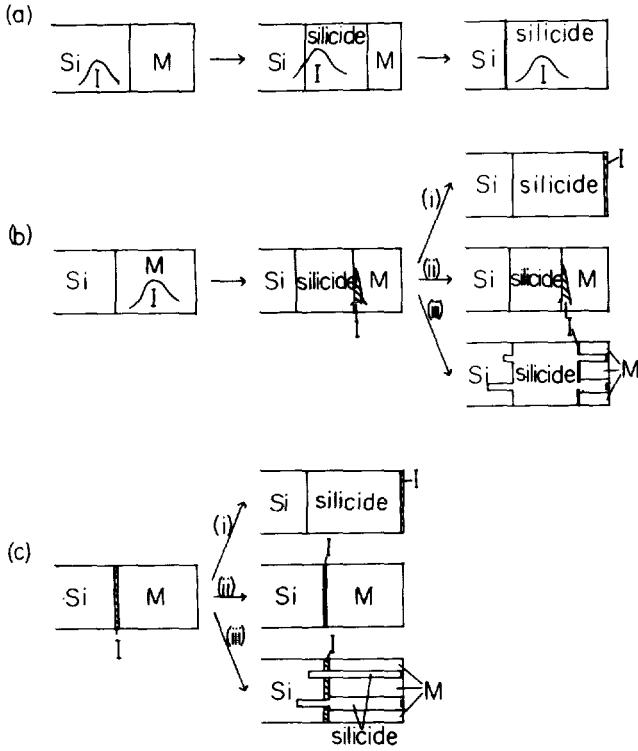 (a)
Si I M
Si silicide I M
Si silicide I
(b)
Si M I
Si silicide M
I
(i)
Si silicide I
(ii)
Si silicide M
I
(iii)
Si silicide M
(c)
Si M
I
(i)
Si silicide I
(ii)
I
Si M
(iii)
I
Si M
silicide